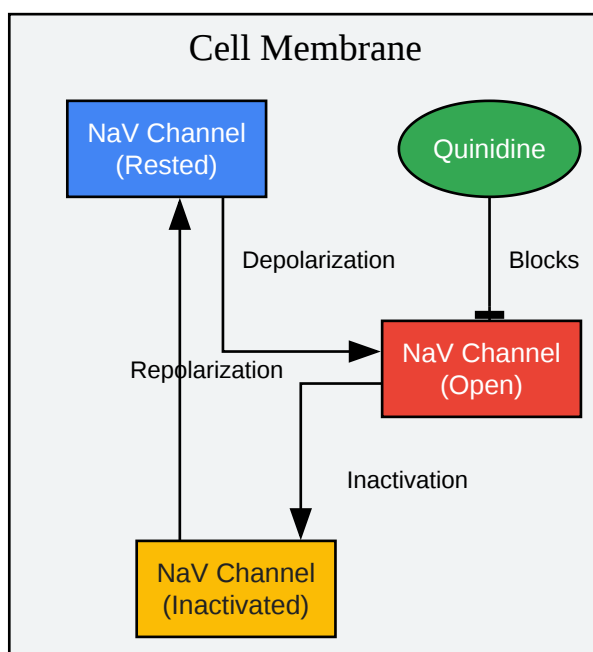 Cell Membrane
NaV Channel
(Rested)
Quinidine
Depolarization
Blocks
NaV Channel
(Open)
Repolarization
Inactivation
NaV Channel
(Inactivated)